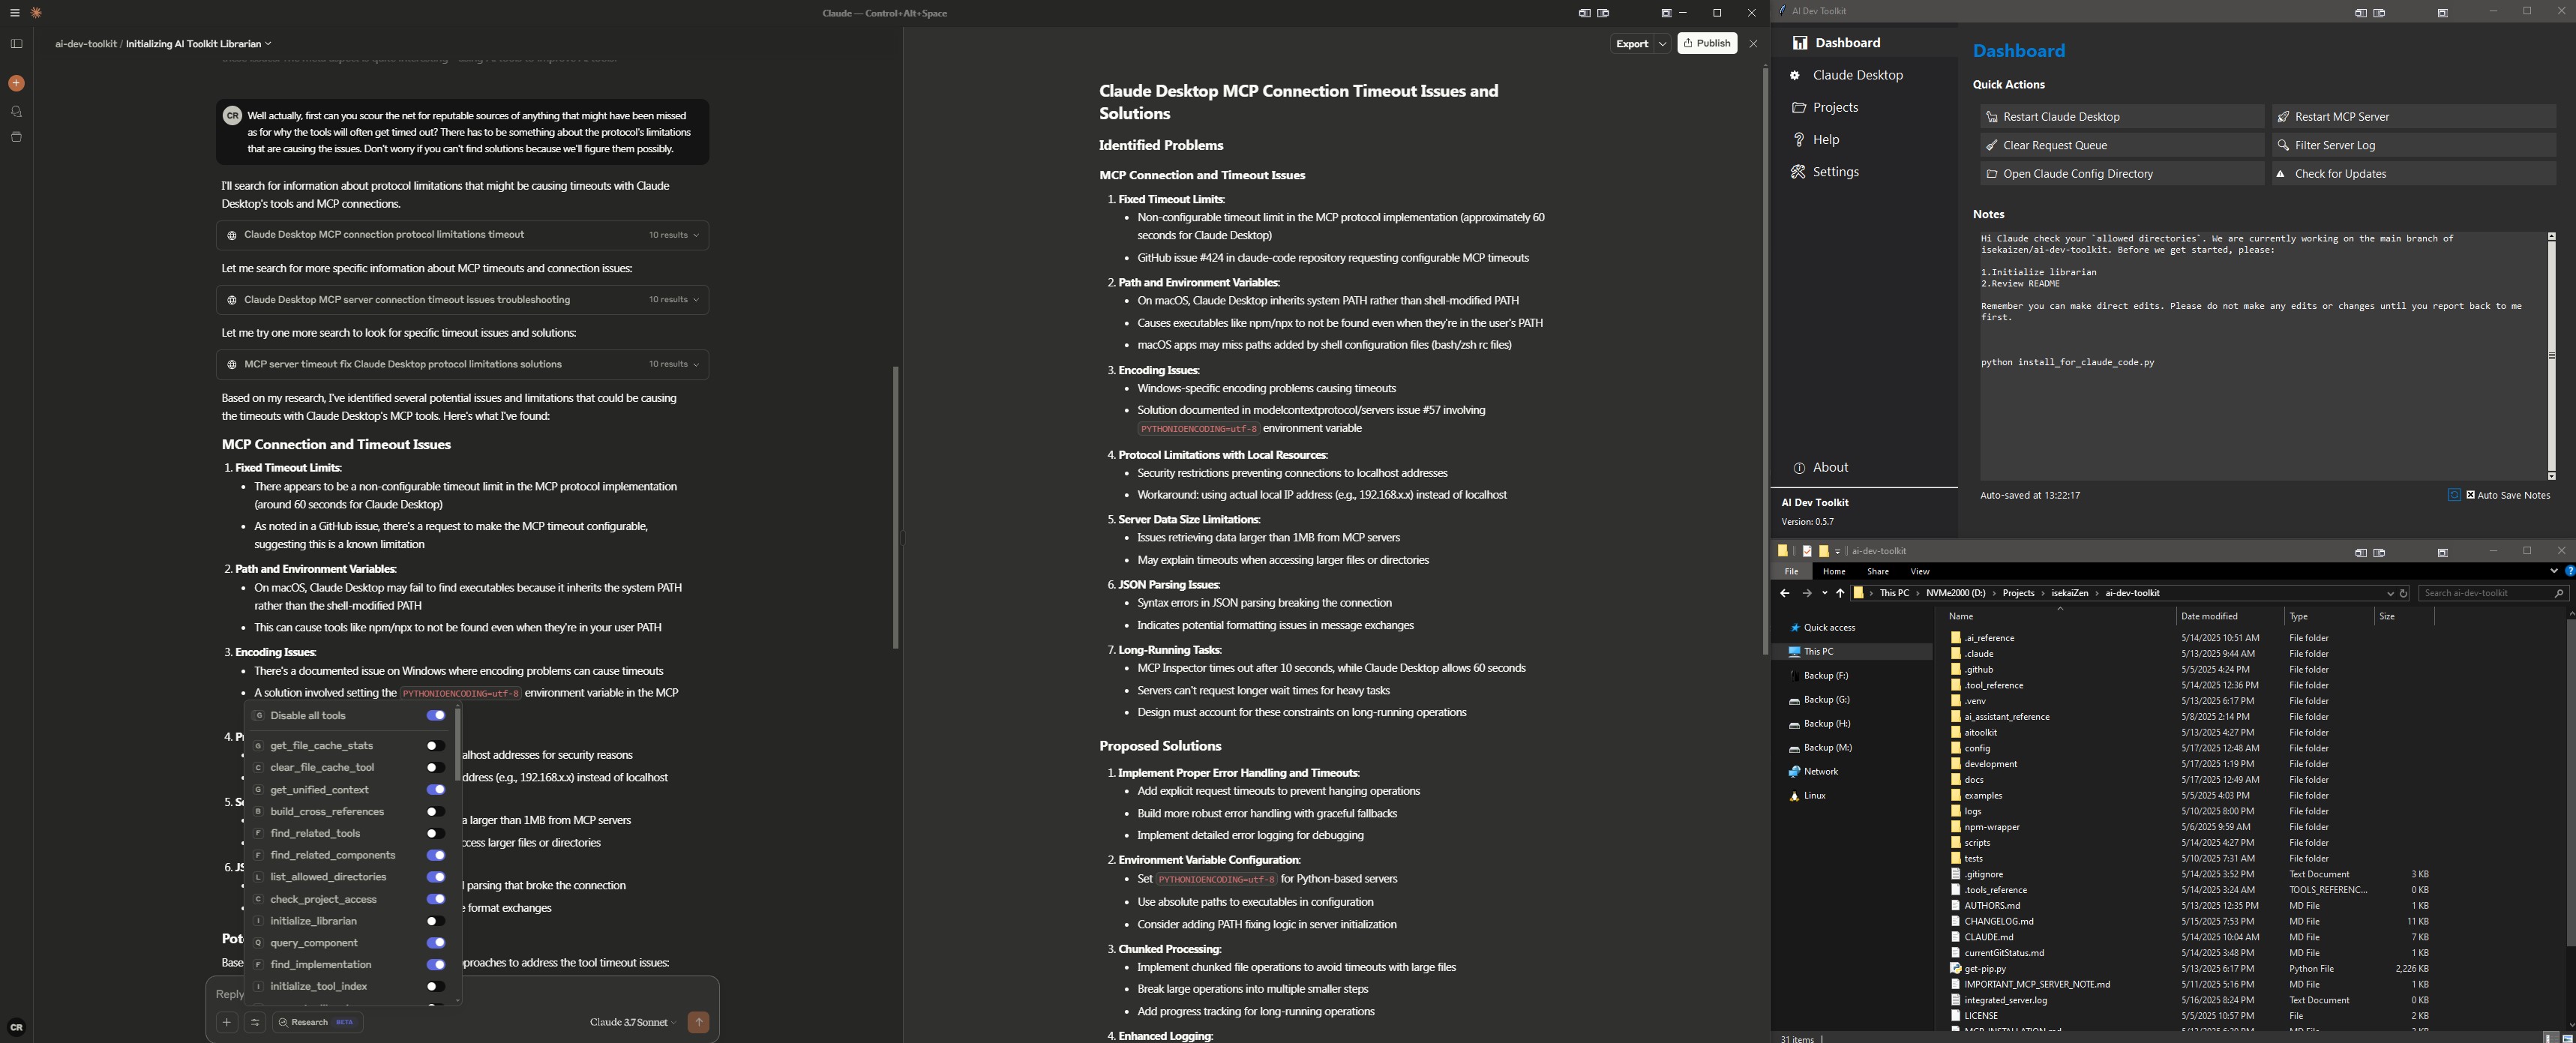 Claude — Control+Alt+Space
ai-dev-toolkit / Initializing AI Toolkit Librarian
CR
Well actually, first can you scour the net for reputable sources of anything that might have been missed
as for why the tools will often get timed out? There has to be something about the protocol's limitations
that are causing the issues. Don't worry if you can't find solutions because we'll figure them possibly.
I'll search for information about protocol limitations that might be causing timeouts with Claude
Desktop's tools and MCP connections.
Claude Desktop MCP connection protocol limitations timeout 10 results
Let me search for more specific information about MCP timeouts and connection issues:
Claude Desktop MCP server connection timeout issues troubleshooting 10 results
Let me try one more search to look for specific timeout issues and solutions:
MCP server timeout fix Claude Desktop protocol limitations solutions 10 results
Based on my research, I've identified several potential issues and limitations that could be causing
the timeouts with Claude Desktop's MCP tools. Here's what I've found:
MCP Connection and Timeout Issues
1. Fixed Timeout Limits:
• There appears to be a non-configurable timeout limit in the MCP protocol implementation
(around 60 seconds for Claude Desktop)
• As noted in a GitHub issue, there's a request to make the MCP timeout configurable,
suggesting this is a known limitation
2. Path and Environment Variables:
• On macOS, Claude Desktop may fail to find executables because it inherits the system PATH
rather than the shell-modified PATH
• This can cause tools like npm/npx to not be found even when they're in your user PATH
3. Encoding Issues:
• There's a documented issue on Windows where encoding problems can cause timeouts
• A solution involved setting the PYTHONIOENCODING=utf-8 environment variable in the MCP
4. P
alhost addresses for security reasons
ddress (e.g., 192.168.x.x) instead of localhost
5. Se
a larger than 1MB from MCP servers
ccess larger files or directories
6. JS
l parsing that broke the connection
e format exchanges
Pot
Base
proaches to address the tool timeout issues:
G Disable all tools
G get_file_cache_stats
C clear_file_cache_tool
G get_unified_context
B build_cross_references
F find_related_tools
F find_related_components
L list_allowed_directories
C check_project_access
I initialize_librarian
Q query_component
F find_implementation
I initialize_tool_index
Reply
Research BETA
Claude 3.7 Sonnet
CR
Export
Publish
Claude Desktop MCP Connection Timeout Issues and
Solutions
Identified Problems
MCP Connection and Timeout Issues
1. Fixed Timeout Limits:
• Non-configurable timeout limit in the MCP protocol implementation (approximately 60
seconds for Claude Desktop)
• GitHub issue #424 in claude-code repository requesting configurable MCP timeouts
2. Path and Environment Variables:
• On macOS, Claude Desktop inherits system PATH rather than shell-modified PATH
• Causes executables like npm/npx to not be found even when they're in the user's PATH
• macOS apps may miss paths added by shell configuration files (bash/zsh rc files)
3. Encoding Issues:
• Windows-specific encoding problems causing timeouts
• Solution documented in modelcontextprotocol/servers issue #57 involving
PYTHONIOENCODING=utf-8 environment variable
4. Protocol Limitations with Local Resources:
• Security restrictions preventing connections to localhost addresses
• Workaround: using actual local IP address (e.g., 192.168.x.x) instead of localhost
5. Server Data Size Limitations:
• Issues retrieving data larger than 1MB from MCP servers
• May explain timeouts when accessing larger files or directories
6. JSON Parsing Issues:
• Syntax errors in JSON parsing breaking the connection
• Indicates potential formatting issues in message exchanges
7. Long-Running Tasks:
• MCP Inspector times out after 10 seconds, while Claude Desktop allows 60 seconds
• Servers can't request longer wait times for heavy tasks
• Design must account for these constraints on long-running operations
Proposed Solutions
1. Implement Proper Error Handling and Timeouts:
• Add explicit request timeouts to prevent hanging operations
• Build more robust error handling with graceful fallbacks
• Implement detailed error logging for debugging
2. Environment Variable Configuration:
• Set PYTHONIOENCODING=utf-8 for Python-based servers
• Use absolute paths to executables in configuration
• Consider adding PATH fixing logic in server initialization
3. Chunked Processing:
• Implement chunked file operations to avoid timeouts with large files
• Break large operations into multiple smaller steps
• Add progress tracking for long-running operations
4. Enhanced Logging:
AI Dev Toolkit
Dashboard
Claude Desktop
Projects
Help
Settings
About
AI Dev Toolkit
Version: 0.5.7
Dashboard
Quick Actions
Restart Claude Desktop
Restart MCP Server
Clear Request Queue
Filter Server Log
Open Claude Config Directory
Check for Updates
Notes
Hi Claude check your `allowed directories`. We are currently working on the main branch of
isekaizen/ai-dev-toolkit. Before we get started, please:
1.Initialize librarian
2.Review README
Remember you can make direct edits. Please do not make any edits or changes until you report back to me
first.
python install_for_claude_code.py
Auto-saved at 13:22:17
Auto Save Notes
ai-dev-toolkit
File Home Share View
This PC NVMe2000 (D:) Projects isekaiZen ai-dev-toolkit
Search ai-dev-toolkit
Quick access
This PC
Backup (F:)
Backup (G:)
Backup (H:)
Backup (M:)
Network
Linux
Name Date modified Type Size
.ai_reference 5/14/2025 10:51 AM File folder
.claude 5/13/2025 9:44 AM File folder
.github 5/5/2025 4:24 PM File folder
.tool_reference 5/14/2025 12:36 PM File folder
.venv 5/13/2025 6:17 PM File folder
ai_assistant_reference 5/8/2025 2:14 PM File folder
aitoolkit 5/13/2025 4:27 PM File folder
config 5/17/2025 12:48 AM File folder
development 5/17/2025 1:19 PM File folder
docs 5/17/2025 12:49 AM File folder
examples 5/5/2025 4:03 PM File folder
logs 5/10/2025 8:00 PM File folder
npm-wrapper 5/6/2025 9:59 AM File folder
scripts 5/14/2025 4:27 PM File folder
tests 5/10/2025 7:31 AM File folder
.gitignore 5/14/2025 3:52 PM Text Document 3 KB
.tools_reference 5/14/2025 3:24 AM TOOLS_REFERENC... 0 KB
AUTHORS.md 5/13/2025 12:35 PM MD File 1 KB
CHANGELOG.md 5/15/2025 7:53 PM MD File 11 KB
CLAUDE.md 5/14/2025 10:04 AM MD File 7 KB
currentGitStatus.md 5/14/2025 3:48 PM MD File 1 KB
get-pip.py 5/13/2025 6:17 PM Python File 2,226 KB
IMPORTANT_MCP_SERVER_NOTE.md 5/11/2025 5:16 PM MD File 1 KB
integrated_server.log 5/16/2025 8:24 PM Text Document 0 KB
LICENSE 5/5/2025 10:57 PM File 2 KB
31 items